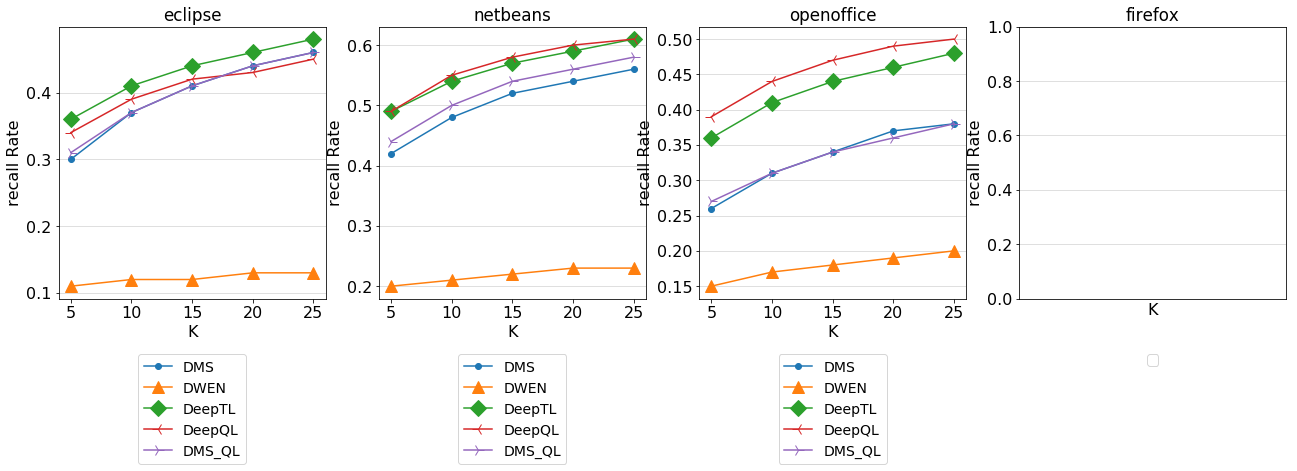 eclipse
recall Rate
0.4
0.3
0.2
0.1
5 10 15 20 25
K
DMS
DWEN
DeepTL
DeepQL
DMS_QL
netbeans
recall Rate
0.6
0.5
0.4
0.3
0.2
5 10 15 20 25
K
DMS
DWEN
DeepTL
DeepQL
DMS_QL
openoffice
recall Rate
0.50
0.45
0.40
0.35
0.30
0.25
0.20
0.15
5 10 15 20 25
K
DMS
DWEN
DeepTL
DeepQL
DMS_QL
firefox
recall Rate
1.0
0.8
0.6
0.4
0.2
0.0
K